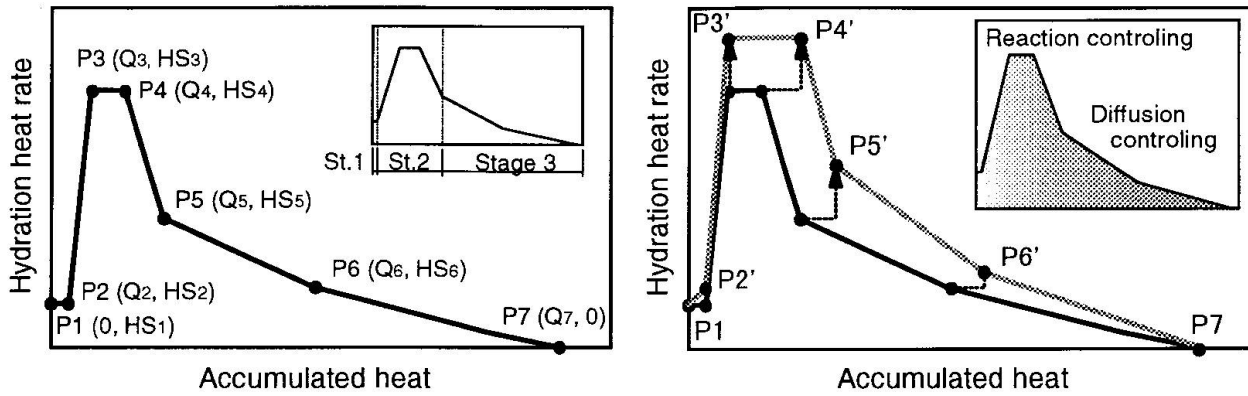 Hydration heat rate
P3 (Q3, HS3)
P4 (Q4, HS4)
St.1
St.2
Stage 3
P5 (Q5, HS5)
P6 (Q6, HS6)
P2 (Q2, HS2)
P1 (0, HS1)
P7 (Q7, 0)
Accumulated heat
Hydration heat rate
P3'
P4'
Reaction controling
Diffusion
controling
P5'
P6'
P2'
P1
P7
Accumulated heat